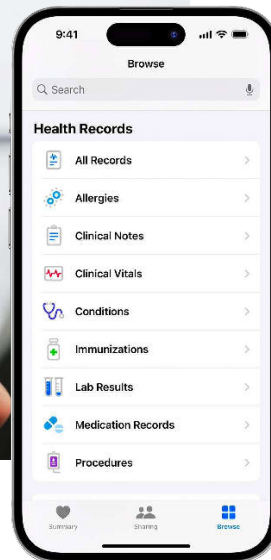 9:41
Browse
Search
Health Records
All Records
Allergies
Clinical Notes
Clinical Vitals
Conditions
Immunizations
Lab Results
Medication Records
Procedures
Summary
Sharing
Browse